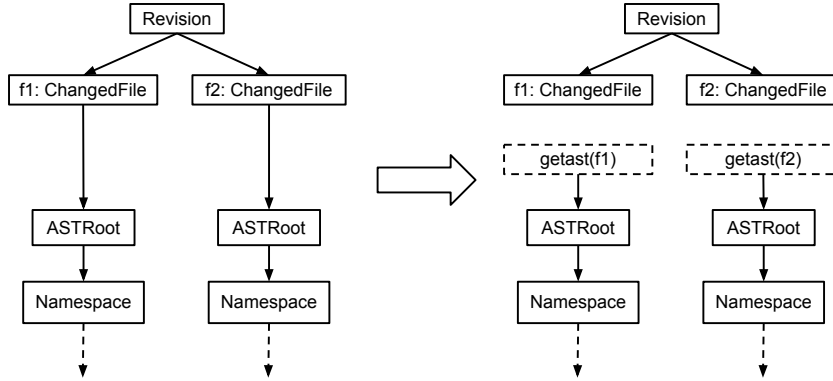 Revision
f1: ChangedFile
f2: ChangedFile
ASTRoot
ASTRoot
Namespace
Namespace
Revision
f1: ChangedFile
f2: ChangedFile
getast(f1)
getast(f2)
ASTRoot
ASTRoot
Namespace
Namespace